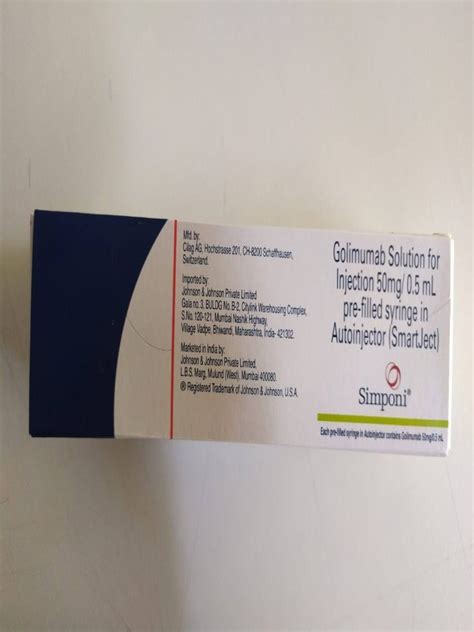 Mfd. by:
Cilag AG, Hochstrasse 201, CH-8200 Schaffhausen,
Switzerland.
Imported by:
Johnson & Johnson Private Limited
Gala no. 3, BLDG No. B-2, Citylink Warehousing Complex,
S.No. 120-121, Mumbai Nashik Highway,
Village Vadpe, Bhiwandi, Maharashtra, India- 421302.
Marketed in India by:
Johnson & Johnson Private Limited,
L.B.S. Marg, Mulund (West), Mumbai 400080.
® Registered Trademark of Johnson & Johnson, U.S.A.
Golimumab Solution for
Injection 50mg/ 0.5 mL
pre-filled syringe in
Autoinjector (SmartJect)
Simponi®
Each pre-filled syringe in Autoinjector contains Golimumab 50mg/0.5 mL